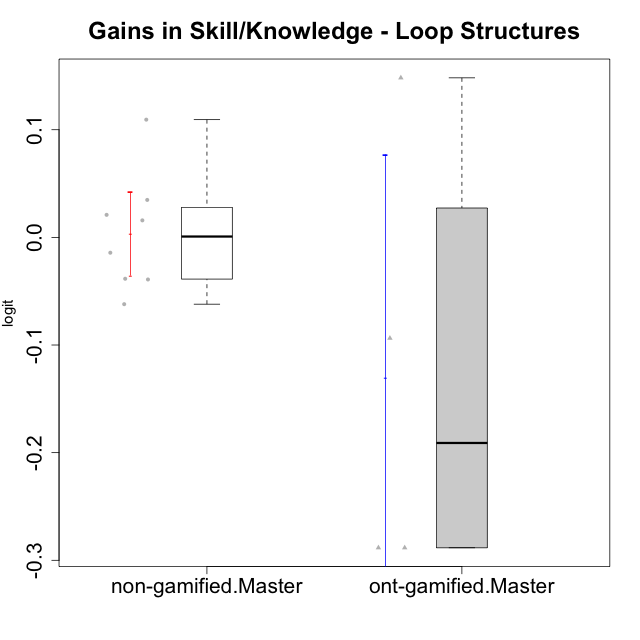 Gains in Skill/Knowledge - Loop Structures
logit
0.1
0.0
-0.1
-0.2
-0.3
non-gamified.Master
ont-gamified.Master